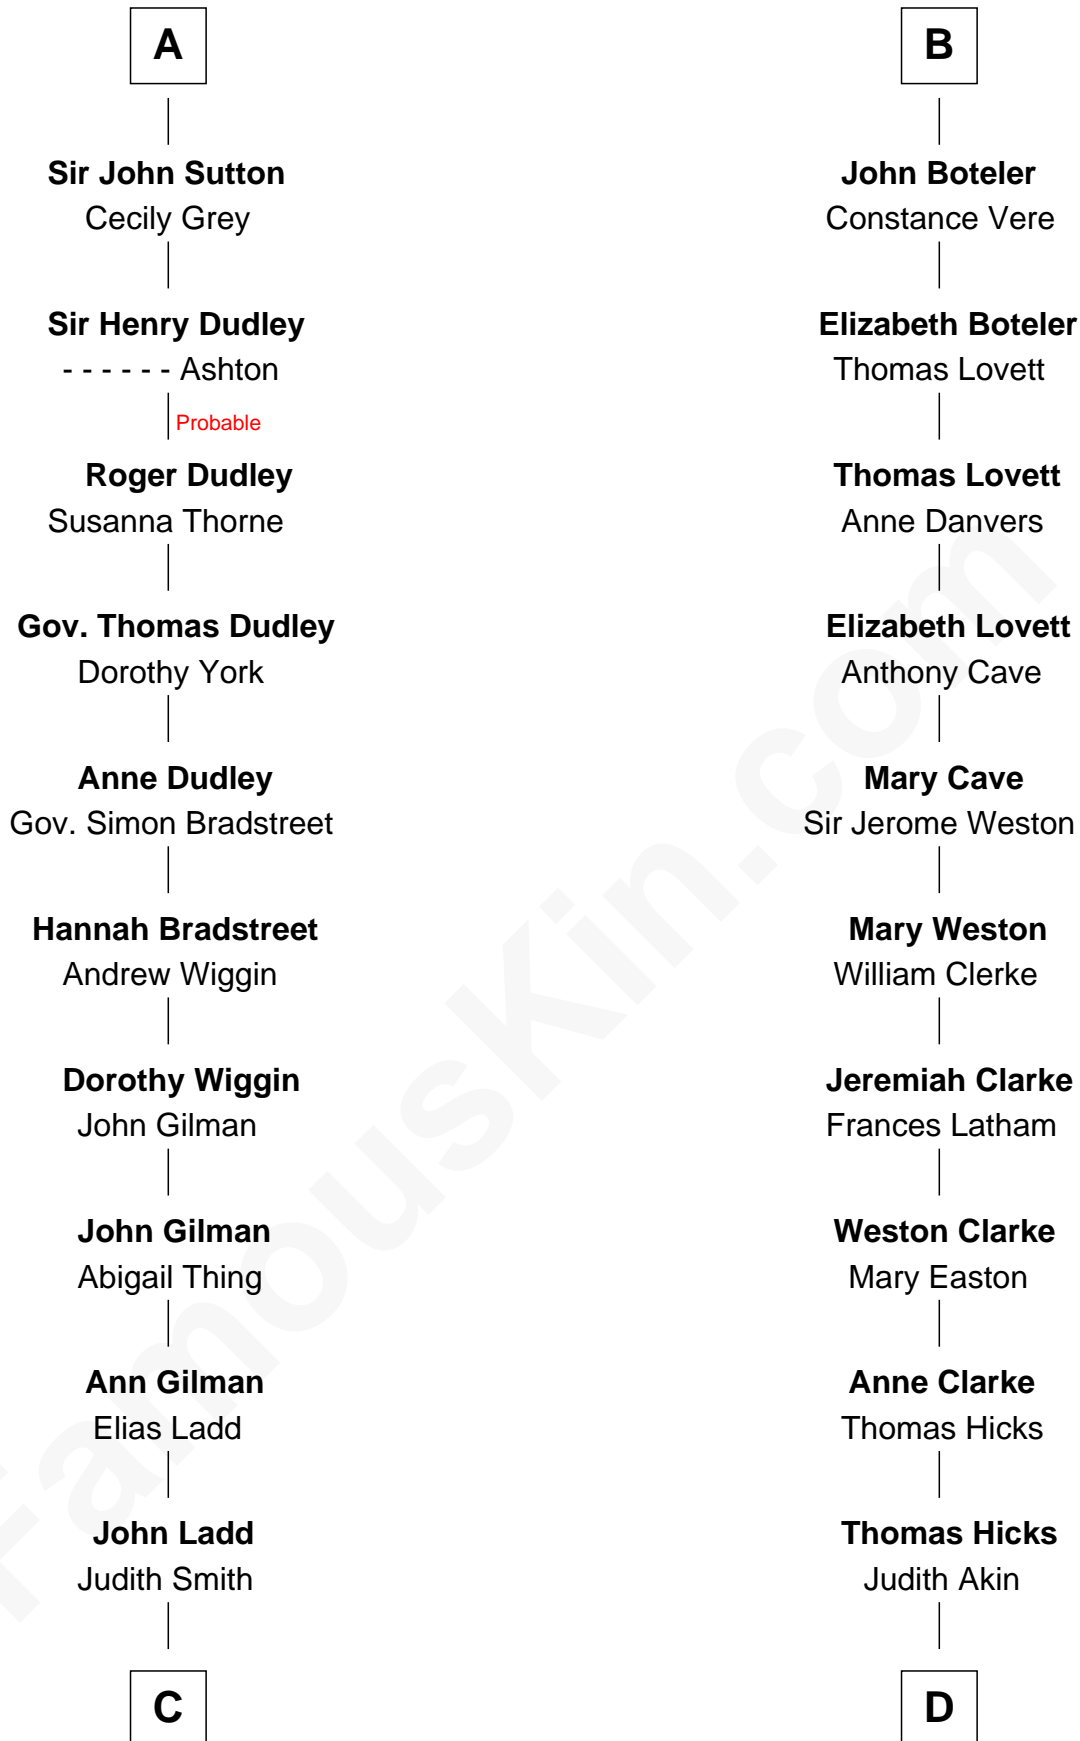 A
Sir John Sutton
Cecily Grey
Sir Henry Dudley
- - - - - - Ashton
Probable
Roger Dudley
Susanna Thorne
Gov. Thomas Dudley
Dorothy York
Anne Dudley
Gov. Simon Bradstreet
Hannah Bradstreet
Andrew Wiggin
Dorothy Wiggin
John Gilman
John Gilman
Abigail Thing
Ann Gilman
Elias Ladd
John Ladd
Judith Smith
C
B
John Boteler
Constance Vere
Elizabeth Boteler
Thomas Lovett
Thomas Lovett
Anne Danvers
Elizabeth Lovett
Anthony Cave
Mary Cave
Sir Jerome Weston
Mary Weston
William Clerke
Jeremiah Clarke
Frances Latham
Weston Clarke
Mary Easton
Anne Clarke
Thomas Hicks
Thomas Hicks
Judith Akin
D
FamousKin.com